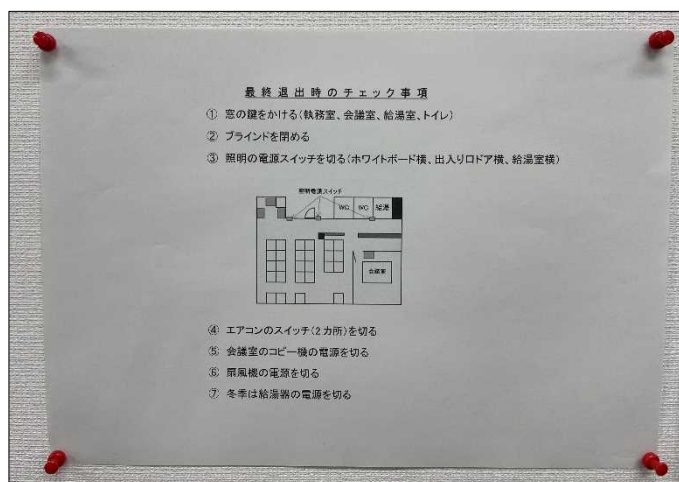 最終退出時のチェック事項
① 窓の鍵をかける(執務室、会議室、給湯室、トイレ)
② ブラインドを閉める
③ 照明の電源スイッチを切る(ホワイトボード横、出入り口ドア横、給湯室横)
照明電源スイッチ
WC WC 給湯
会議室
④ エアコンのスイッチ(2カ所)を切る
⑤ 会議室のコピー機の電源を切る
⑥ 扇風機の電源を切る
⑦ 冬季は給湯器の電源を切る